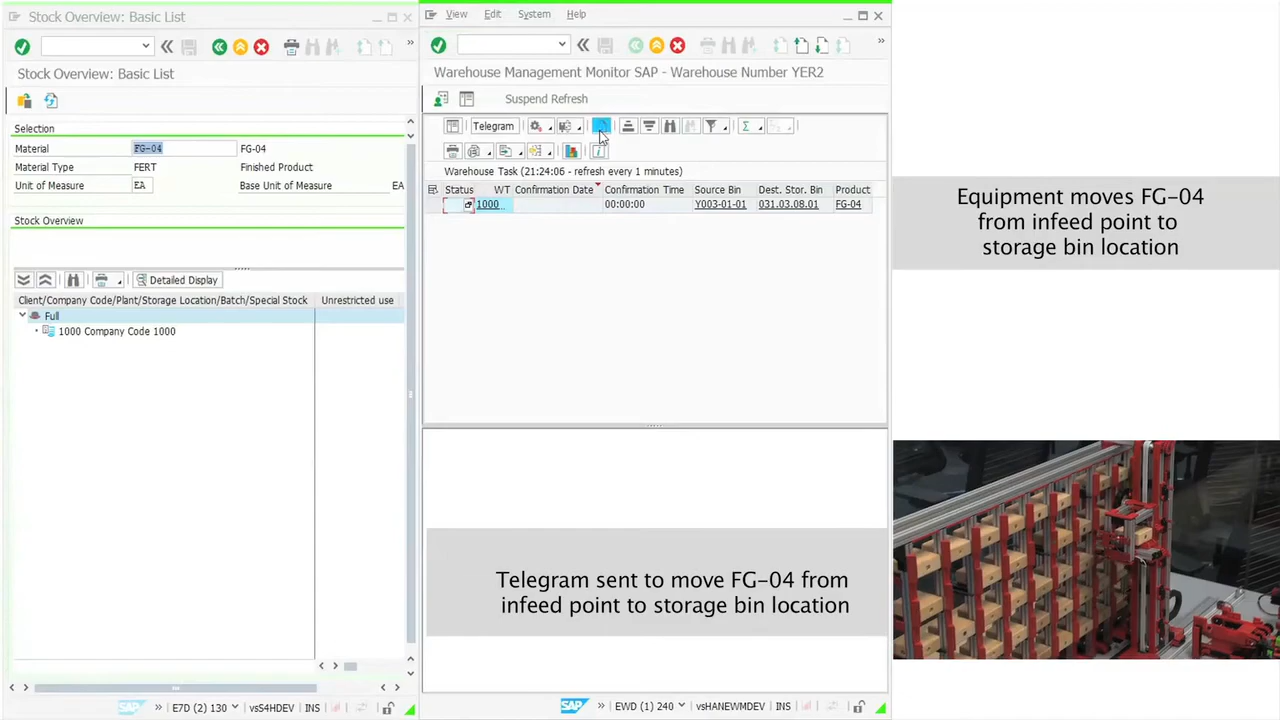 Stock Overview: Basic List
Stock Overview: Basic List
Selection
Material FG-04 FG-04
Material Type FERT Finished Product
Unit of Measure EA Base Unit of Measure EA
Stock Overview
Detailed Display
Client/Company Code/Plant/Storage Location/Batch/Special Stock Unrestricted use
Full
1000 Company Code 1000
SAP E7D (2) 130 vsS4HDEV INS
View Edit System Help
Warehouse Management Monitor SAP - Warehouse Number YER2
Suspend Refresh
Telegram
Warehouse Task (21:24:06 - refresh every 1 minutes)
Status WT Confirmation Date Confirmation Time Source Bin Dest. Stor. Bin Product
1000.. 00:00:00 Y003-01-01 031.03.08.01 FG-04
Telegram sent to move FG-04 from
infeed point to storage bin location
SAP EWD (1) 240 vsHANEWMDEV INS
Equipment moves FG-04
from infeed point to
storage bin location